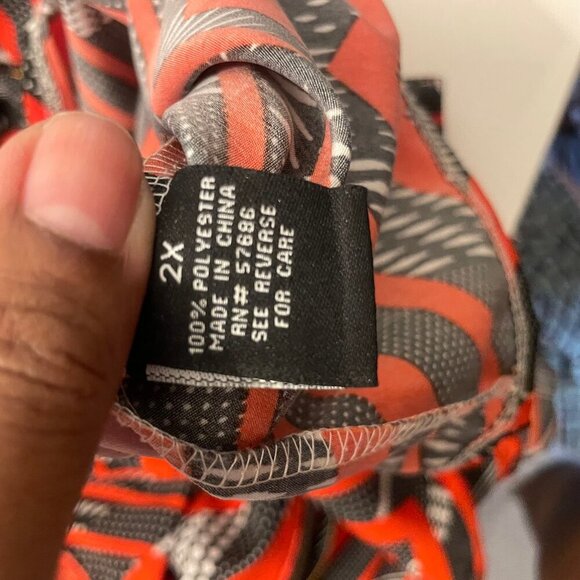 2X
100% POLYESTER
MADE IN CHINA
RN# 57686
SEE REVERSE
FOR CARE